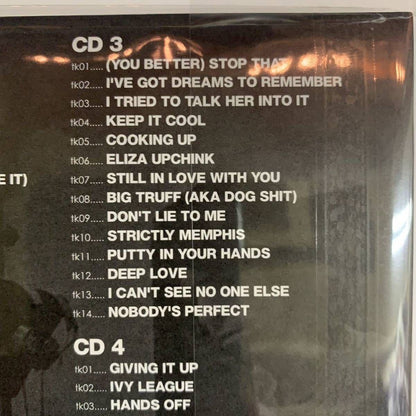 CD 3
tk01..... (YOU BETTER) STOP THAT
tk02..... I'VE GOT DREAMS TO REMEMBER
tk03..... I TRIED TO TALK HER INTO IT
tk04..... KEEP IT COOL
tk05..... COOKING UP
tk06..... ELIZA UPCHINK
E IT)
tk07..... STILL IN LOVE WITH YOU
tk08..... BIG TRUFF (AKA DOG SHIT)
tk09..... DON'T LIE TO ME
tk10..... STRICTLY MEMPHIS
tk11..... PUTTY IN YOUR HANDS
tk12..... DEEP LOVE
tk13..... I CAN'T SEE NO ONE ELSE
tk14..... NOBODY'S PERFECT
CD 4
tk01..... GIVING IT UP
tk02..... IVY LEAGUE
tk03..... HANDS OFF